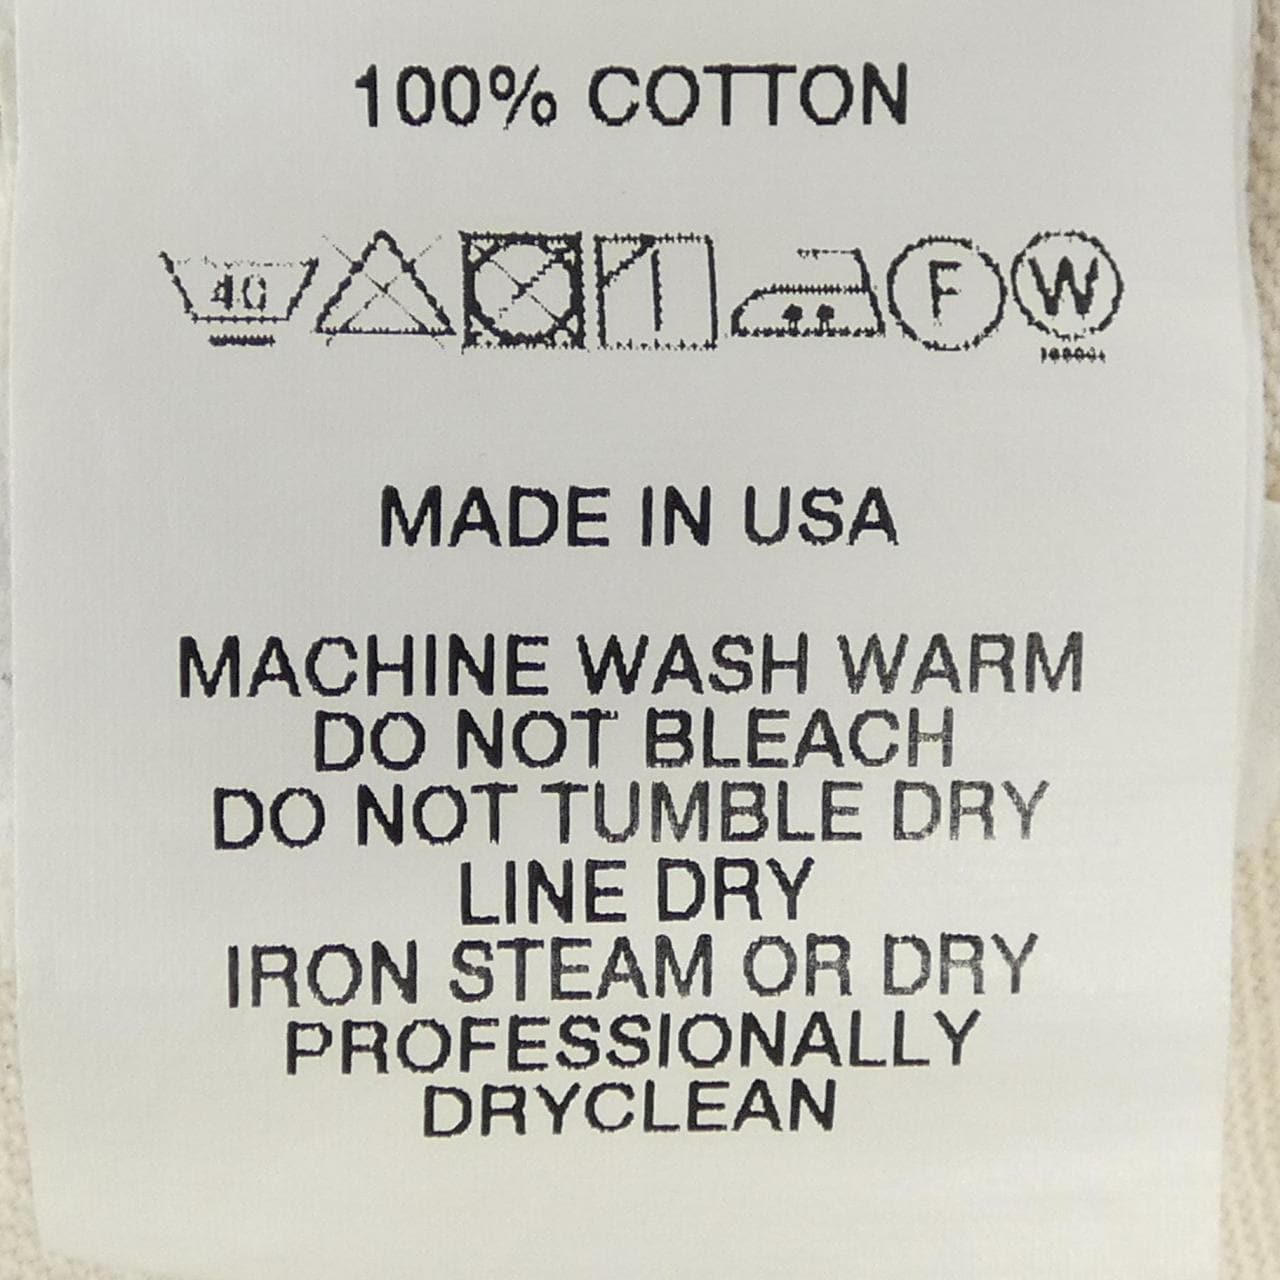 100% COTTON
40 F W
MADE IN USA
MACHINE WASH WARM
DO NOT BLEACH
DO NOT TUMBLE DRY
LINE DRY
IRON STEAM OR DRY
PROFESSIONALLY
DRYCLEAN